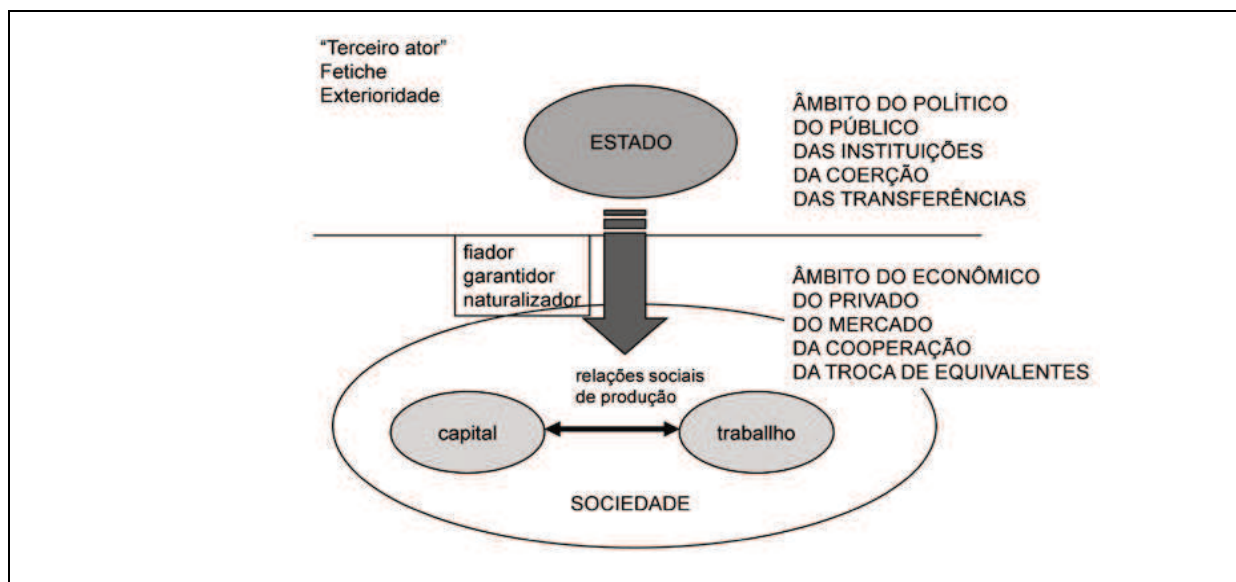 “Terceiro ator”
Fetiche
Exterioridade
ESTADO
ÂMBITO DO POLÍTICO
DO PÚBLICO
DAS INSTITUIÇÕES
DA COERÇÃO
DAS TRANSFERÊNCIAS
fiador
garantidor
naturalizador
ÂMBITO DO ECONÔMICO
DO PRIVADO
DO MERCADO
DA COOPERAÇÃO
DA TROCA DE EQUIVALENTES
relações sociais
de produção
capital
traballho
SOCIEDADE